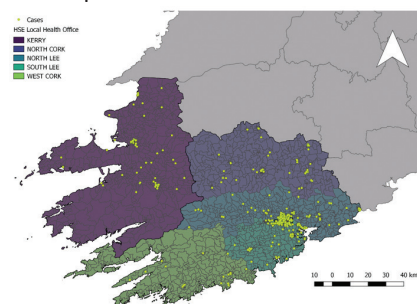 Cases
HSE Local Health Office
KERRY
NORTH CORK
NORTH LEE
SOUTH LEE
WEST CORK
10 0 10 20 30 40 km